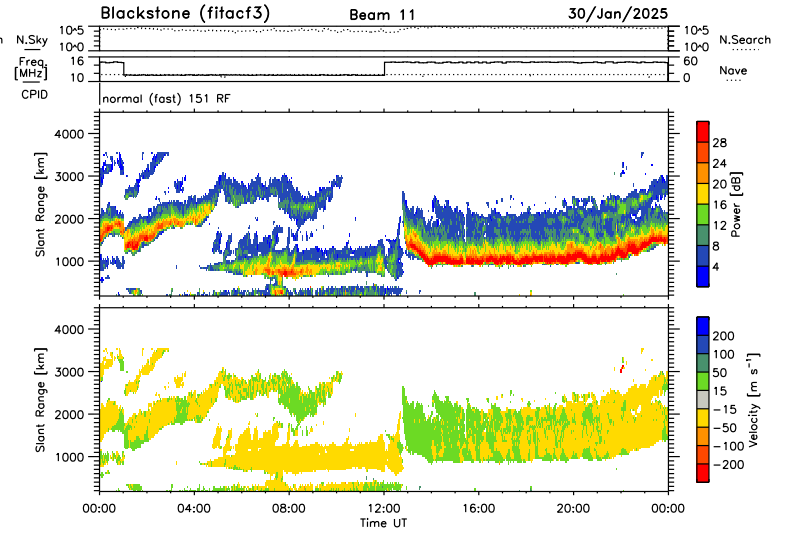 Blackstone (fitacf3) Beam 11 30/Jan/2025
N.Sky 10^5 10^0 10^5 10^0 N.Search
Freq. [MHz] 16 10 60 0 Nave
CPID normal (fast) 151 RF
Slant Range [km] 4000 3000 2000 1000
28 24 20 16 12 8 4 Power [dB]
Slant Range [km] 4000 3000 2000 1000
200 100 50 15 -15 -50 -100 -200 Velocity [m s⁻¹]
00:00 04:00 08:00 12:00 16:00 20:00 00:00
Time UT